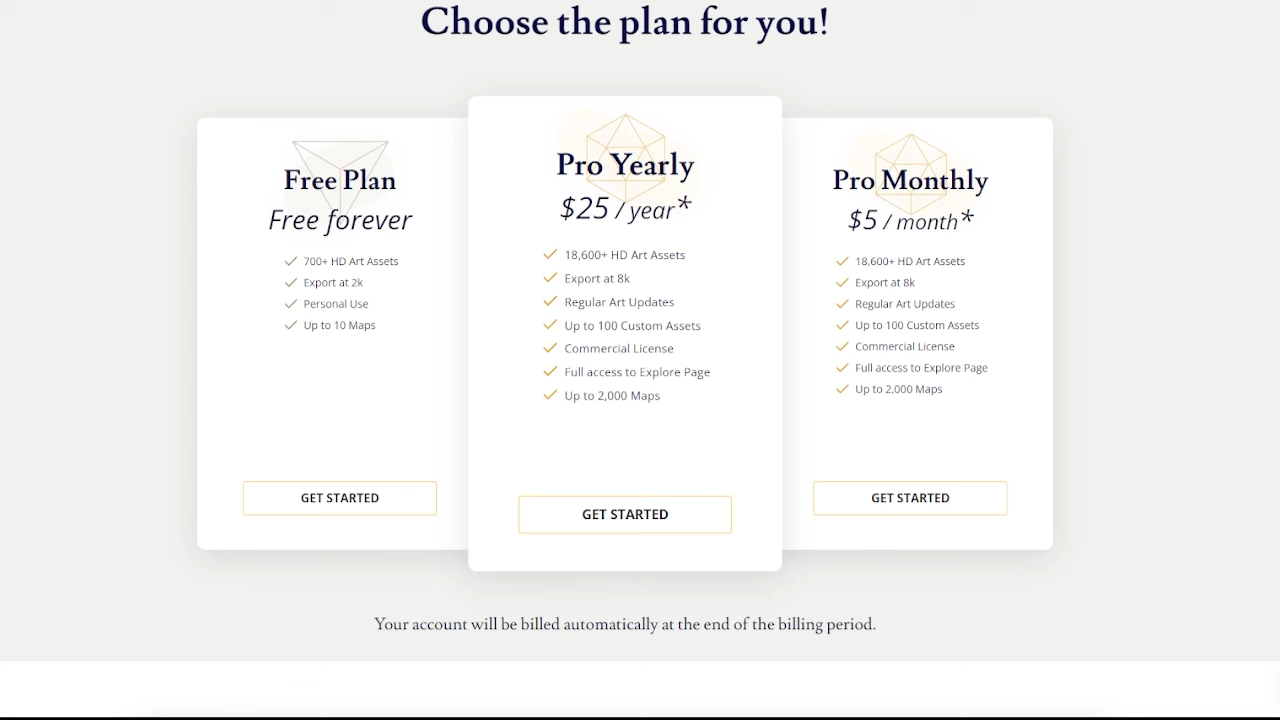 Choose the plan for you!
Free Plan
Free forever
700+ HD Art Assets
Export at 2k
Personal Use
Up to 10 Maps
GET STARTED
Pro Yearly
$25 / year*
18,600+ HD Art Assets
Export at 8k
Regular Art Updates
Up to 100 Custom Assets
Commercial License
Full access to Explore Page
Up to 2,000 Maps
GET STARTED
Pro Monthly
$5 / month*
18,600+ HD Art Assets
Export at 8k
Regular Art Updates
Up to 100 Custom Assets
Commercial License
Full access to Explore Page
Up to 2,000 Maps
GET STARTED
Your account will be billed automatically at the end of the billing period.